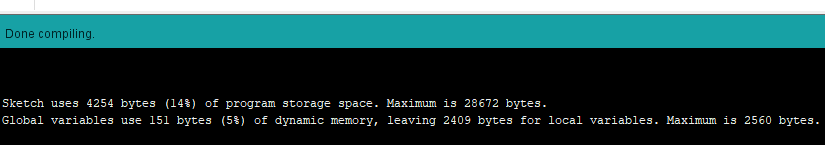 Done compiling.
Sketch uses 4254 bytes (14%) of program storage space. Maximum is 28672 bytes.
Global variables use 151 bytes (5%) of dynamic memory, leaving 2409 bytes for local variables. Maximum is 2560 bytes.